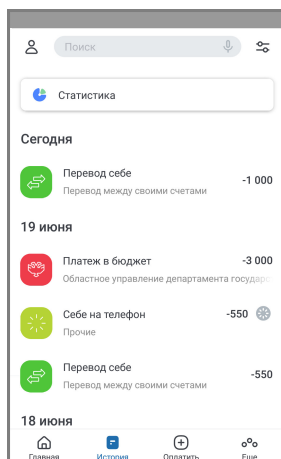 Поиск
Статистика
Сегодня
Перевод себе
-1 000
Перевод между своими счетами
19 июня
Платеж в бюджет
-3 000
Областное управление департамента государс
Себе на телефон
-550
Прочие
Перевод себе
-550
Перевод между своими счетами
18 июня
Главная История Оплатить Еще